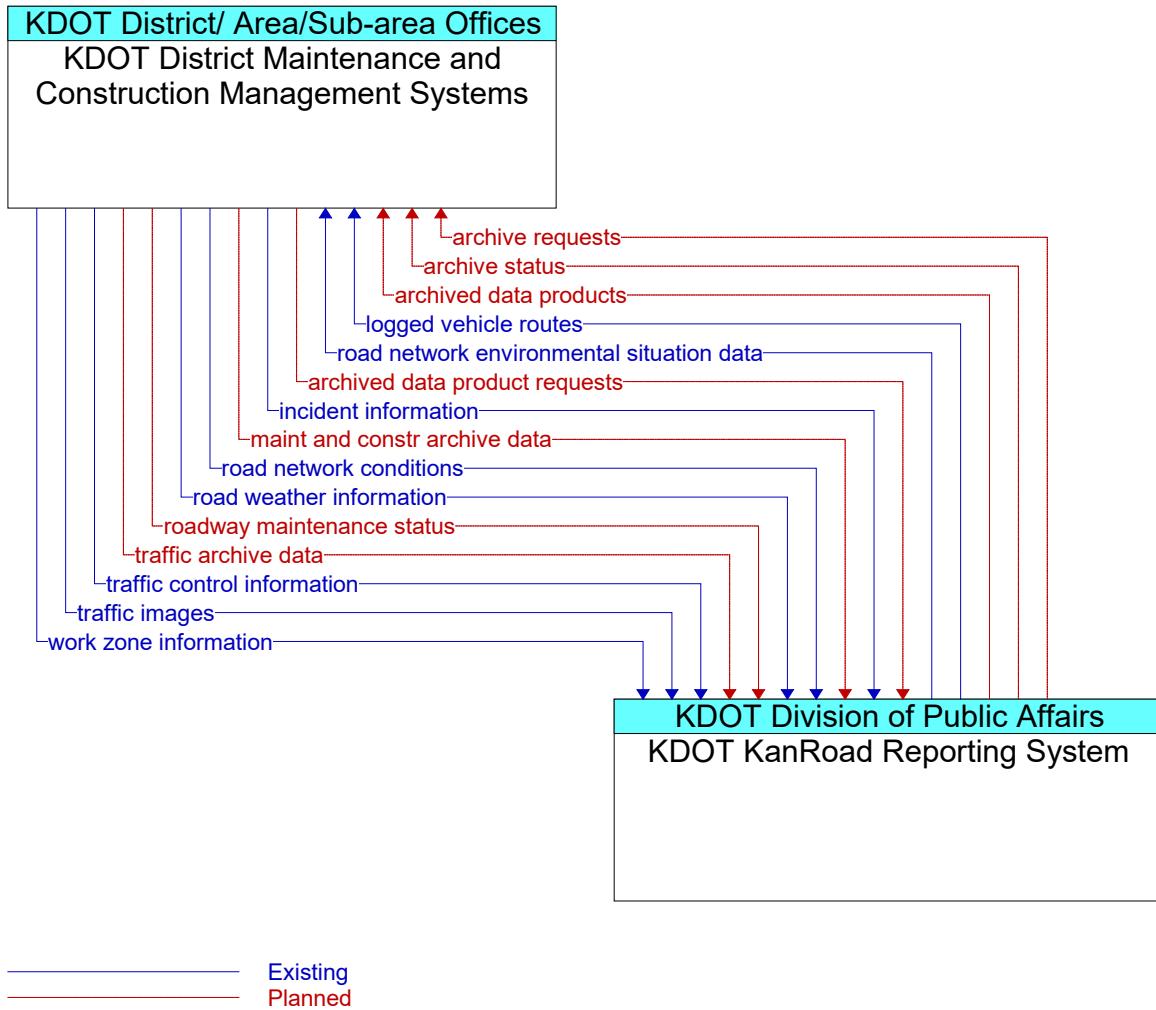 KDOT District/ Area/Sub-area Offices
KDOT District Maintenance and
Construction Management Systems
archive requests
archive status
archived data products
logged vehicle routes
road network environmental situation data
archived data product requests
incident information
maint and constr archive data
road network conditions
road weather information
roadway maintenance status
traffic archive data
traffic control information
traffic images
work zone information
KDOT Division of Public Affairs
KDOT KanRoad Reporting System
Existing
Planned